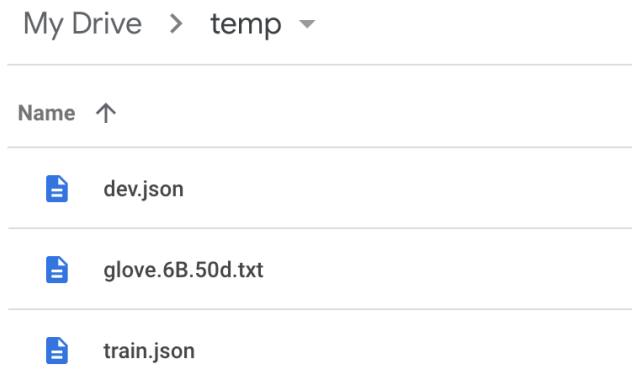 My Drive > temp
Name
dev.json
glove.6B.50d.txt
train.json